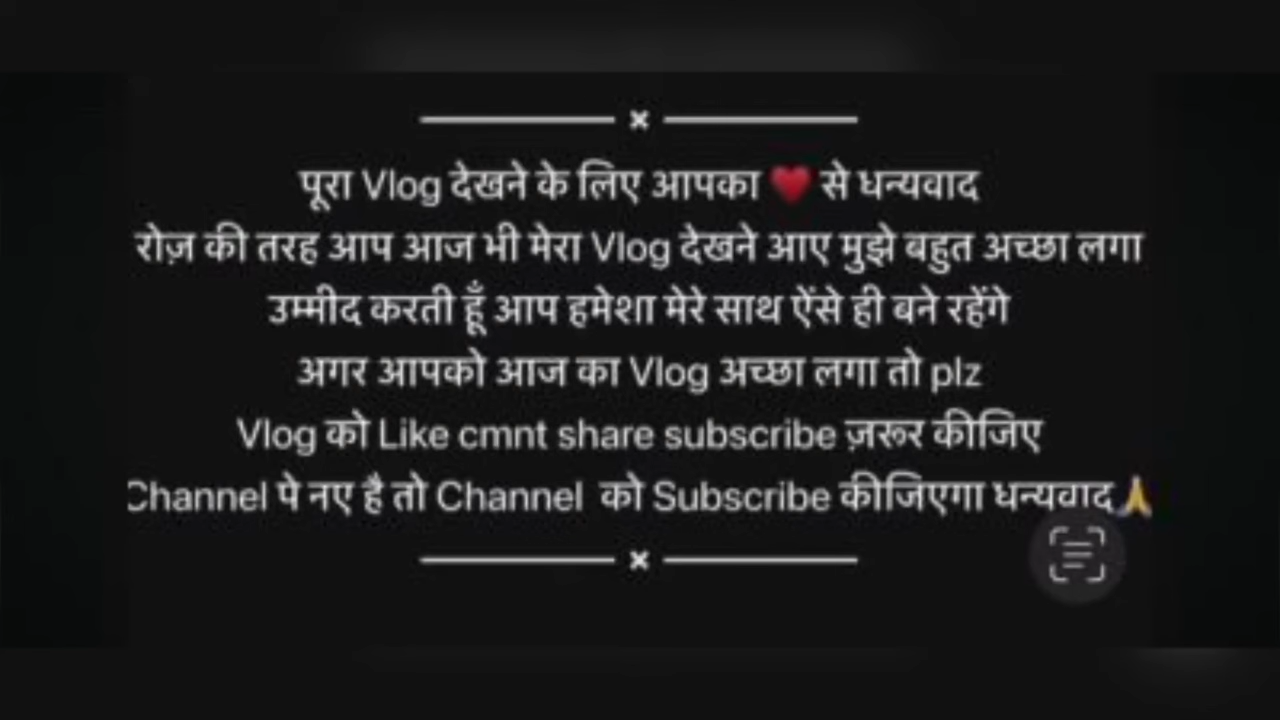 पूरा Vlog देखने के लिए आपका ❤️ से धन्यवाद
रोज़ की तरह आप आज भी मेरा Vlog देखने आए मुझे बहुत अच्छा लगा
उम्मीद करती हूँ आप हमेशा मेरे साथ ऐंसे ही बने रहेंगे
अगर आपको आज का Vlog अच्छा लगा तो plz
Vlog को Like cmnt share subscribe ज़रूर कीजिए
Channel पे नए है तो Channel को Subscribe कीजिएगा धन्यवाद🙏